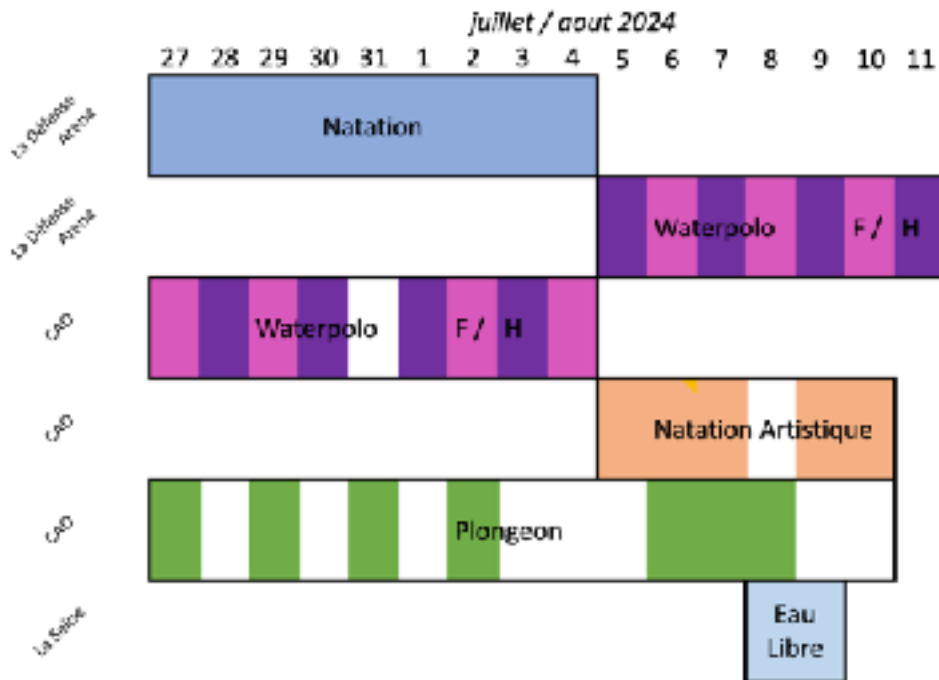 juillet / aout 2024
27 28 29 30 31 1 2 3 4 5 6 7 8 9 10 11
La Défense
Arena
Natation
La Défense
Arena
Waterpolo F / H
CAO
Waterpolo F / H
CAO
Natation Artistique
CAO
Plongeon
La Seine
Eau
Libre